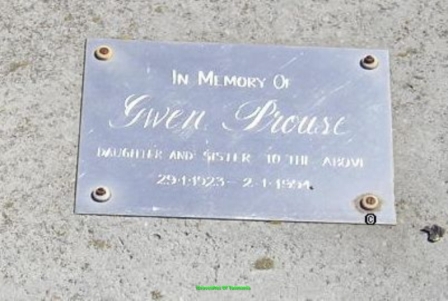 IN MEMORY OF
Gwen Prouse
DAUGHTER AND SISTER TO THE ABOVE
29·1·1923 – 2·1·1994
©